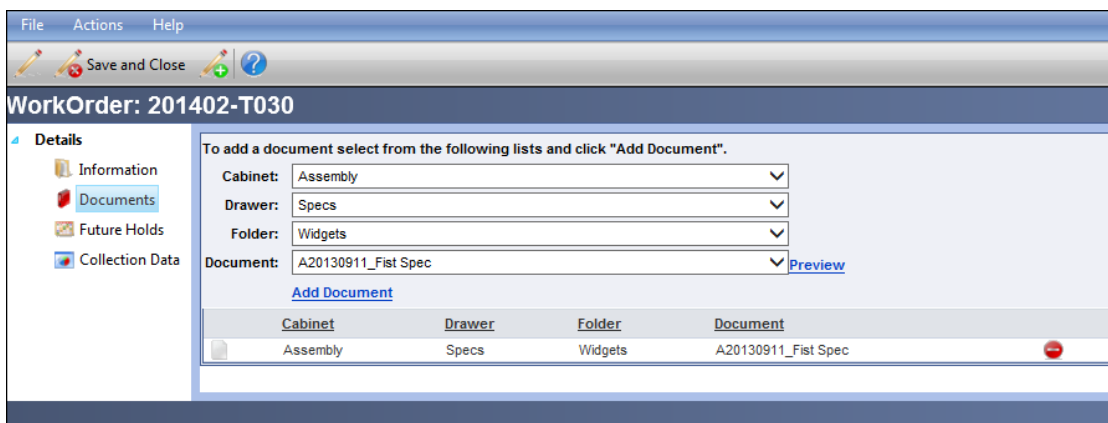 File Actions Help
Save and Close
WorkOrder: 201402-T030
Details
Information
Documents
Future Holds
Collection Data
To add a document select from the following lists and click "Add Document".
Cabinet: Assembly
Drawer: Specs
Folder: Widgets
Document: A20130911_Fist Spec Preview
Add Document
Cabinet Drawer Folder Document
Assembly Specs Widgets A20130911_Fist Spec